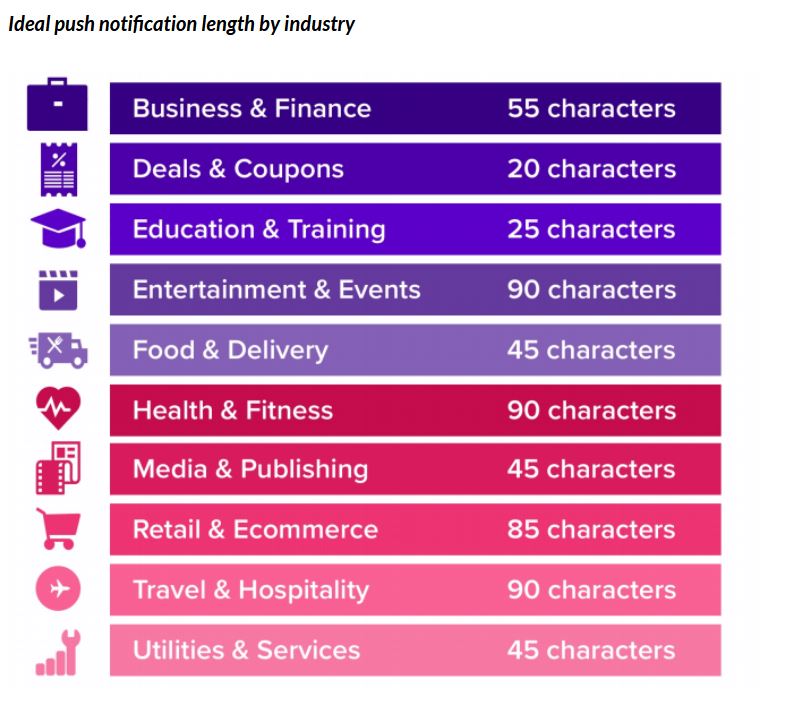 Ideal push notification length by industry
Business & Finance 55 characters
%
Deals & Coupons 20 characters
Education & Training 25 characters
Entertainment & Events 90 characters
Food & Delivery 45 characters
Health & Fitness 90 characters
Media & Publishing 45 characters
Retail & Ecommerce 85 characters
Travel & Hospitality 90 characters
Utilities & Services 45 characters